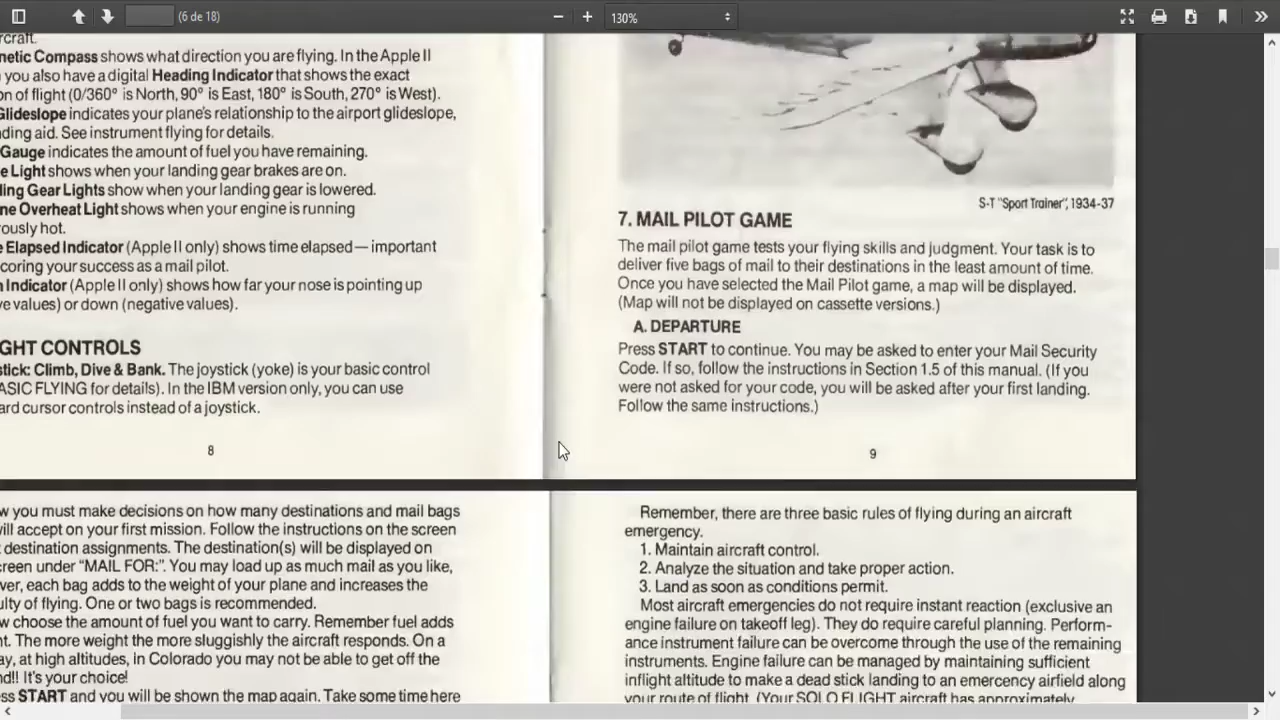 (6 de 18)
130%
rcraft.
netic Compass shows what direction you are flying. In the Apple II
you also have a digital Heading Indicator that shows the exact
on of flight (0/360° is North, 90° is East, 180° is South, 270° is West).
Glideslope indicates your plane's relationship to the airport glideslope,
ding aid. See instrument flying for details.
Gauge indicates the amount of fuel you have remaining.
e Light shows when your landing gear brakes are on.
ling Gear Lights show when your landing gear is lowered.
ne Overheat Light shows when your engine is running
rously hot.
e Elapsed Indicator (Apple II only) shows time elapsed—important
coring your success as a mail pilot.
h Indicator (Apple II only) shows how far your nose is pointing up
ve values) or down (negative values).
GHT CONTROLS
stick: Climb, Dive & Bank. The joystick (yoke) is your basic control
ASIC FLYING for details). In the IBM version only, you can use
ard cursor controls instead of a joystick.
8
S-T "Sport Trainer", 1934-37
7. MAIL PILOT GAME
The mail pilot game tests your flying skills and judgment. Your task is to
deliver five bags of mail to their destinations in the least amount of time.
Once you have selected the Mail Pilot game, a map will be displayed.
(Map will not be displayed on cassette versions.)
A. DEPARTURE
Press START to continue. You may be asked to enter your Mail Security
Code. If so, follow the instructions in Section 1.5 of this manual. (If you
were not asked for your code, you will be asked after your first landing.
Follow the same instructions.)
9
w you must make decisions on how many destinations and mail bags
will accept on your first mission. Follow the instructions on the screen
destination assignments. The destination(s) will be displayed on
creen under "MAIL FOR:". You may load up as much mail as you like,
ver, each bag adds to the weight of your plane and increases the
ulty of flying. One or two bags is recommended.
w choose the amount of fuel you want to carry. Remember fuel adds
nt. The more weight the more sluggishly the aircraft responds. On a
ay, at high altitudes, in Colorado you may not be able to get off the
nd!! It's your choice!
ess START and you will be shown the map again. Take some time here
Remember, there are three basic rules of flying during an aircraft
emergency.
1. Maintain aircraft control.
2. Analyze the situation and take proper action.
3. Land as soon as conditions permit.
Most aircraft emergencies do not require instant reaction (exclusive an
engine failure on takeoff leg). They do require careful planning. Perform-
ance instrument failure can be overcome through the use of the remaining
instruments. Engine failure can be managed by maintaining sufficient
inflight altitude to make a dead stick landing to an emercency airfield along
your route of flight. (Your SOLO FLIGHT aircraft has approximately